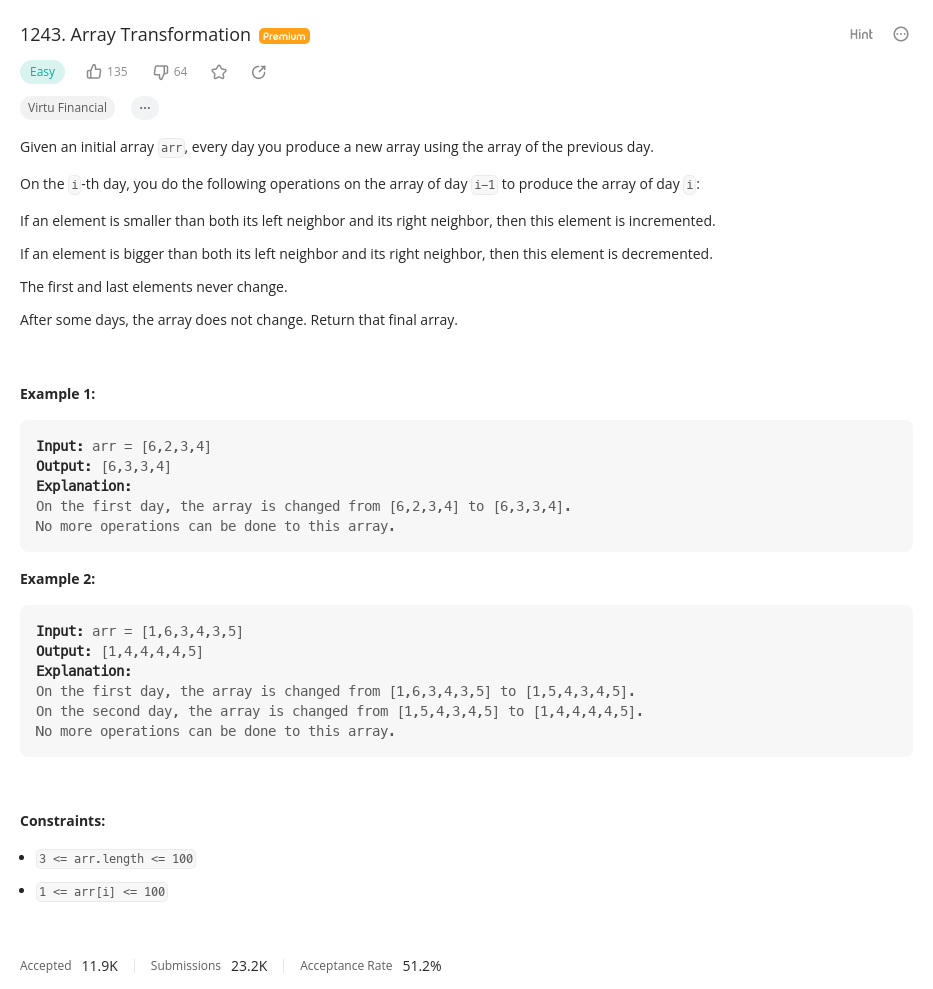 1243. Array Transformation Premium Hint
Easy 135 64
Virtu Financial ...
Given an initial array arr, every day you produce a new array using the array of the previous day.
On the i-th day, you do the following operations on the array of day i−1 to produce the array of day i:
If an element is smaller than both its left neighbor and its right neighbor, then this element is incremented.
If an element is bigger than both its left neighbor and its right neighbor, then this element is decremented.
The first and last elements never change.
After some days, the array does not change. Return that final array.
Example 1:
Input: arr = [6,2,3,4]
Output: [6,3,3,4]
Explanation:
On the first day, the array is changed from [6,2,3,4] to [6,3,3,4].
No more operations can be done to this array.
Example 2:
Input: arr = [1,6,3,4,3,5]
Output: [1,4,4,4,4,5]
Explanation:
On the first day, the array is changed from [1,6,3,4,3,5] to [1,5,4,3,4,5].
On the second day, the array is changed from [1,5,4,3,4,5] to [1,4,4,4,4,5].
No more operations can be done to this array.
Constraints:
• 3 <= arr.length <= 100
• 1 <= arr[i] <= 100
Accepted 11.9K Submissions 23.2K Acceptance Rate 51.2%